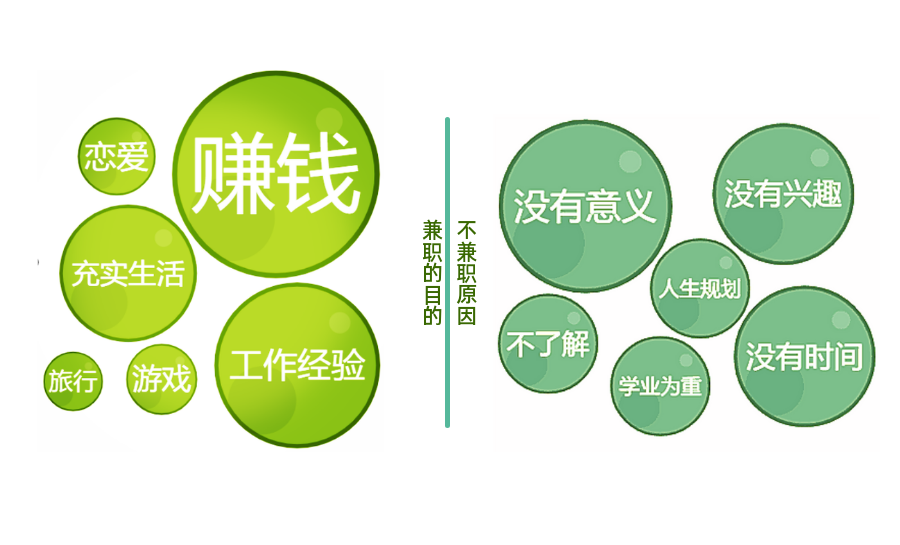 恋爱
赚钱
充实生活
工作经验
旅行
游戏
兼职的目的
不兼职原因
没有意义
没有兴趣
人生规划
不了解
没有时间
学业为重